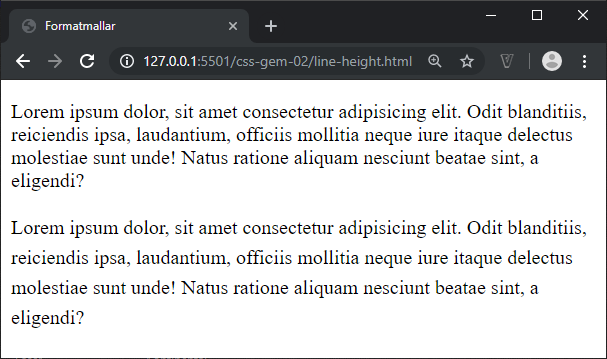 Formatmallar
127.0.0.1:5501/css-gem-02/line-height.html
Lorem ipsum dolor, sit amet consectetur adipisicing elit. Odit blanditiis,
reiciendis ipsa, laudantium, officiis mollitia neque iure itaque delectus
molestiae sunt unde! Natus ratione aliquam nesciunt beatae sint, a
eligendi?
Lorem ipsum dolor, sit amet consectetur adipisicing elit. Odit blanditiis,
reiciendis ipsa, laudantium, officiis mollitia neque iure itaque delectus
molestiae sunt unde! Natus ratione aliquam nesciunt beatae sint, a
eligendi?